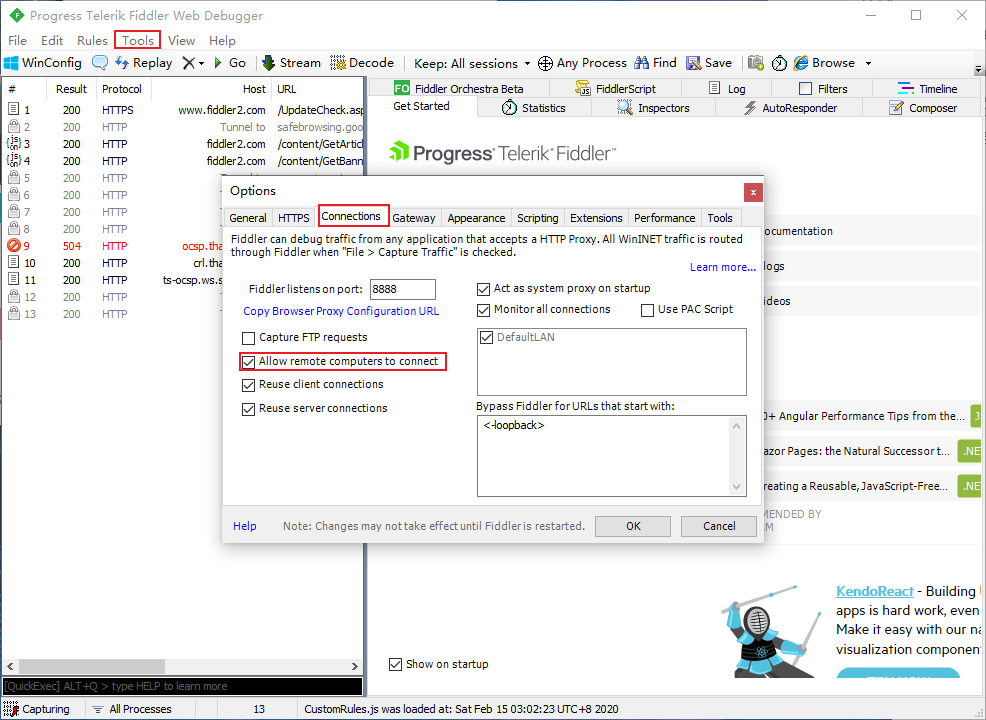 Progress Telerik Fiddler Web Debugger
File Edit Rules Tools View Help
WinConfig Replay Go Stream Decode Keep: All sessions Any Process Find Save Browse
# Result Protocol Host URL
1 200 HTTPS www.fiddler2.com /UpdateCheck.asp
2 200 HTTP Tunnel to safebrowsing.goo
3 200 HTTP fiddler2.com /content/GetArtic
4 200 HTTP fiddler2.com /content/GetBann
5 200 HTTP
6 200 HTTP
7 200 HTTP
8 200 HTTP
9 504 HTTP ocsp.tha
10 200 HTTP crl.tha
11 200 HTTP ts-ocsp.ws.s
12 200 HTTP
13 200 HTTP
FO Fiddler Orchestra Beta FiddlerScript Log Filters Timeline
Get Started Statistics Inspectors AutoResponder Composer
Progress Telerik Fiddler
Options
x
General HTTPS Connections Gateway Appearance Scripting Extensions Performance Tools
Fiddler can debug traffic from any application that accepts a HTTP Proxy. All WinINET traffic is routed
through Fiddler when "File > Capture Traffic" is checked.
Learn more...
Fiddler listens on port: 8888
Copy Browser Proxy Configuration URL
Capture FTP requests
Allow remote computers to connect
Reuse client connections
Reuse server connections
Act as system proxy on startup
Monitor all connections Use PAC Script
DefaultLAN
Bypass Fiddler for URLs that start with:
<-loopback>
Help Note: Changes may not take effect until Fiddler is restarted. OK Cancel
ocumentation
logs
ideos
0+ Angular Performance Tips from the...
azor Pages: the Natural Successor t... .NE
reating a Reusable, JavaScript-Free... .NE
MENDED BY
KendoReact - Building
apps is hard work, even
Make it easy with our na
visualization componen
Show on startup
[QuickExec] ALT+Q > type HELP to learn more
Capturing All Processes 13 CustomRules.js was loaded at: Sat Feb 15 03:02:23 UTC+8 2020